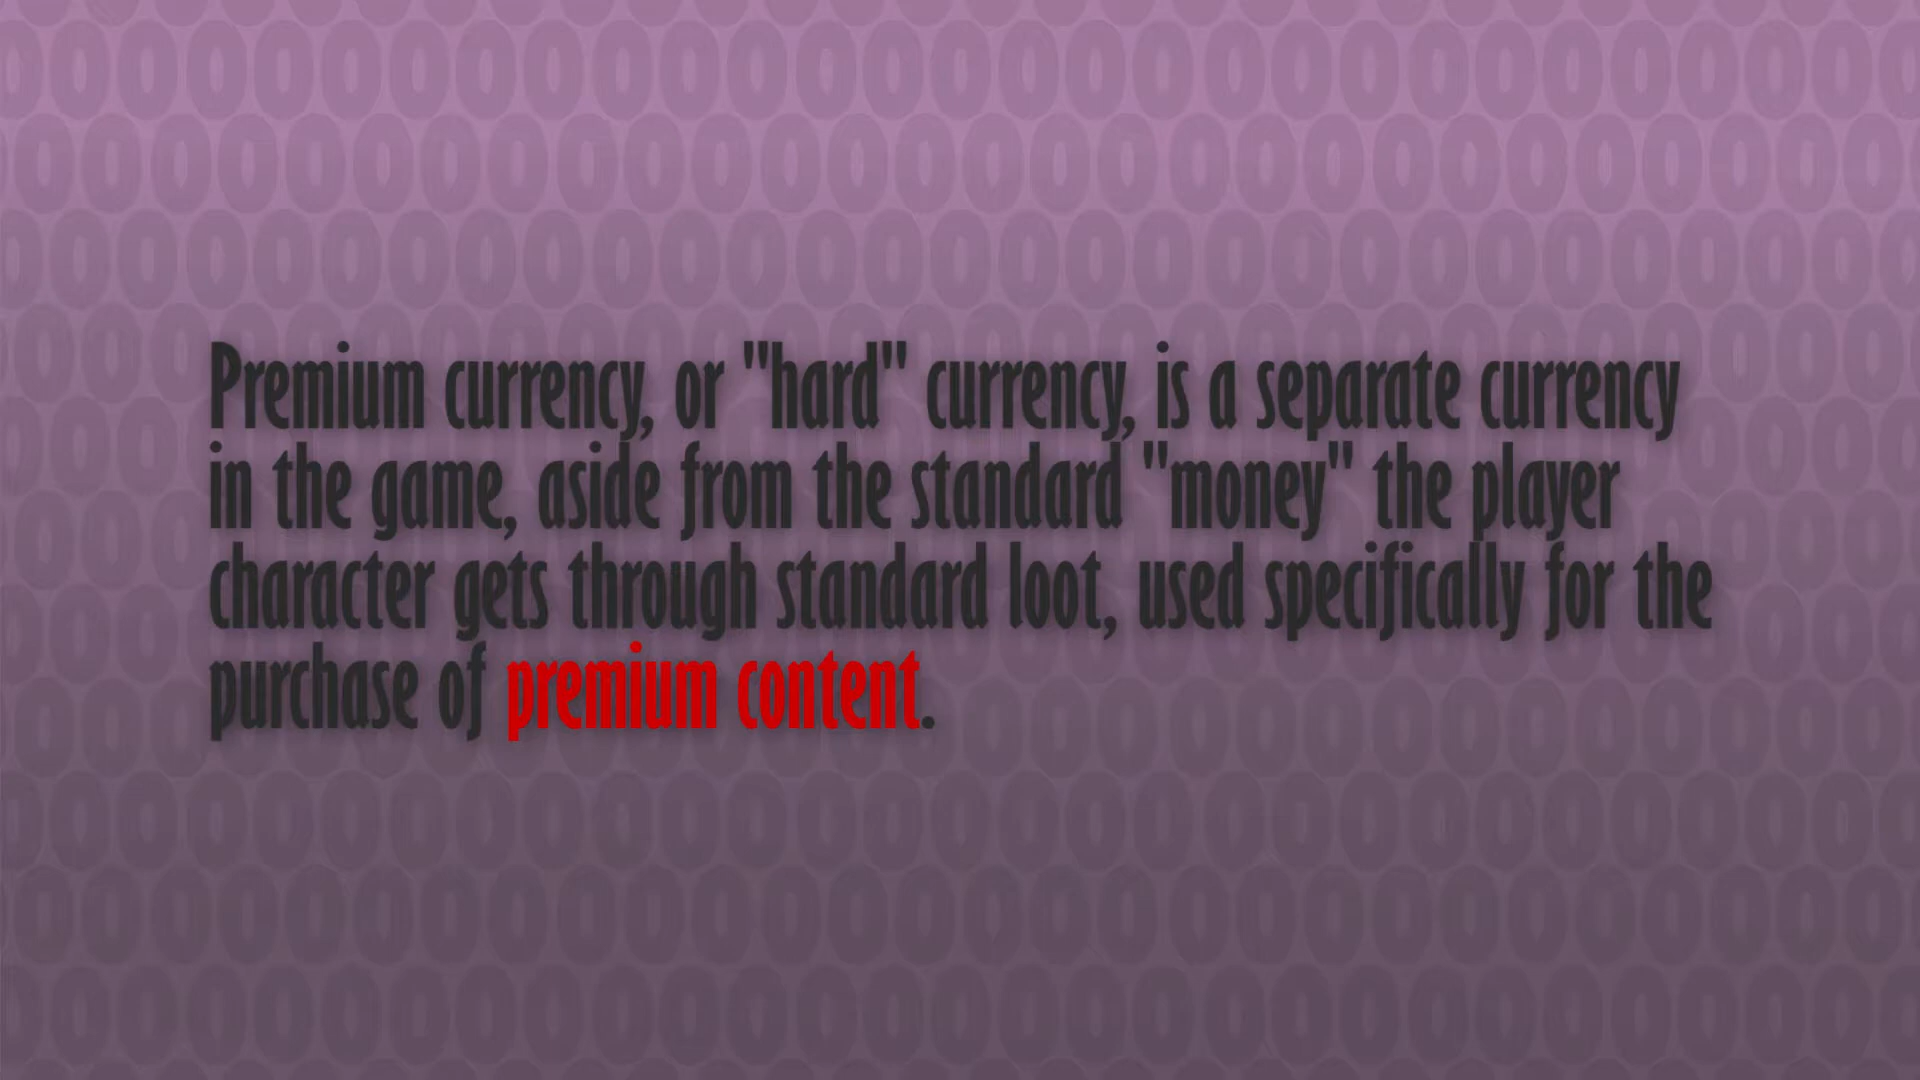 Premium currency, or "hard" currency, is a separate currency
in the game, aside from the standard "money" the player
character gets through standard loot, used specifically for the
purchase of premium content.